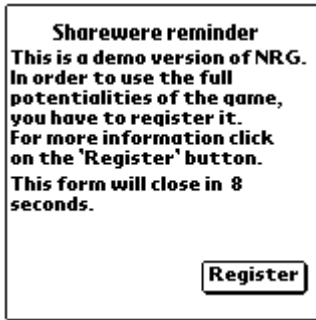 Sharewere reminder
This is a demo version of NRG.
In order to use the full
potentialities of the game,
you have to register it.
For more information click
on the 'Register' button.
This form will close in 8
seconds.
Register